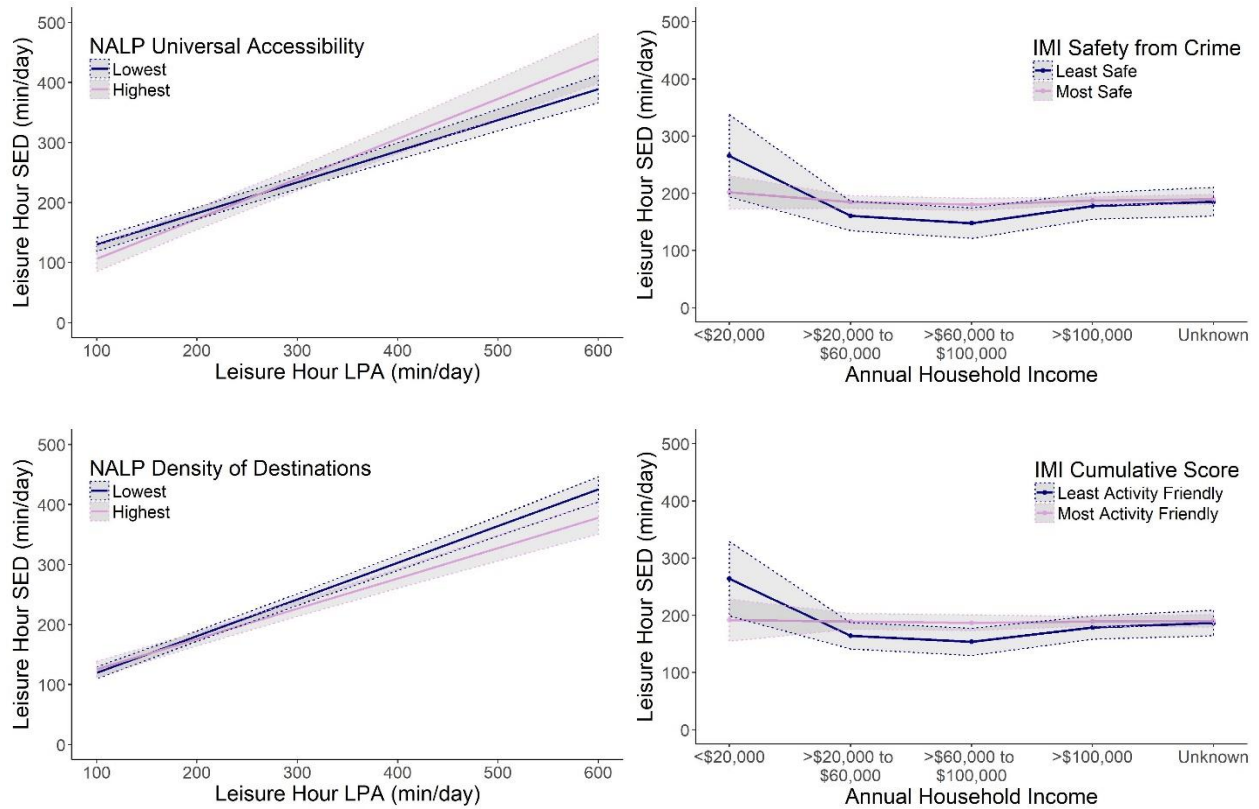 NALP Universal Accessibility
Lowest
Highest
Leisure Hour SED (min/day)
500
400
300
200
100
0
100 200 300 400 500 600
Leisure Hour LPA (min/day)
IMI Safety from Crime
Least Safe
Most Safe
Leisure Hour SED (min/day)
500
400
300
200
100
0
<$20,000 >$20,000 to >$60,000 to >$100,000 Unknown
$60,000 $100,000
Annual Household Income
NALP Density of Destinations
Lowest
Highest
Leisure Hour SED (min/day)
500
400
300
200
100
0
100 200 300 400 500 600
Leisure Hour LPA (min/day)
IMI Cumulative Score
Least Activity Friendly
Most Activity Friendly
Leisure Hour SED (min/day)
500
400
300
200
100
0
<$20,000 >$20,000 to >$60,000 to >$100,000 Unknown
$60,000 $100,000
Annual Household Income